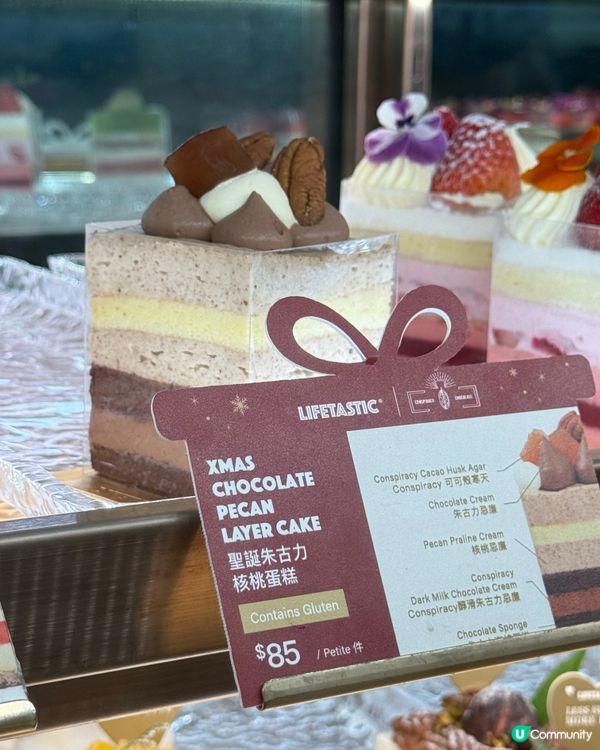 LIFETASTIC
CONSPIRACY CHOCOLATE
XMAS
CHOCOLATE
PECAN
LAYER CAKE
聖誕朱古力
核桃蛋糕
Contains Gluten
$85 / Petite 件
Conspiracy Cacao Husk Agar
Conspiracy 可可殼寒天
Chocolate Cream
朱古力忌廉
Pecan Praline Cream
核桃忌廉
Conspiracy
Dark Milk Chocolate Cream
Conspiracy醇滑朱古力忌廉
Chocolate Sponge
U Community